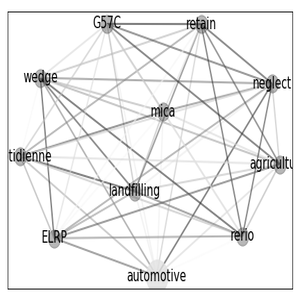 G57C
retain
wedge
neglect
mica
tidienne
agricultu
landfilling
ELRP
rerio
automotive